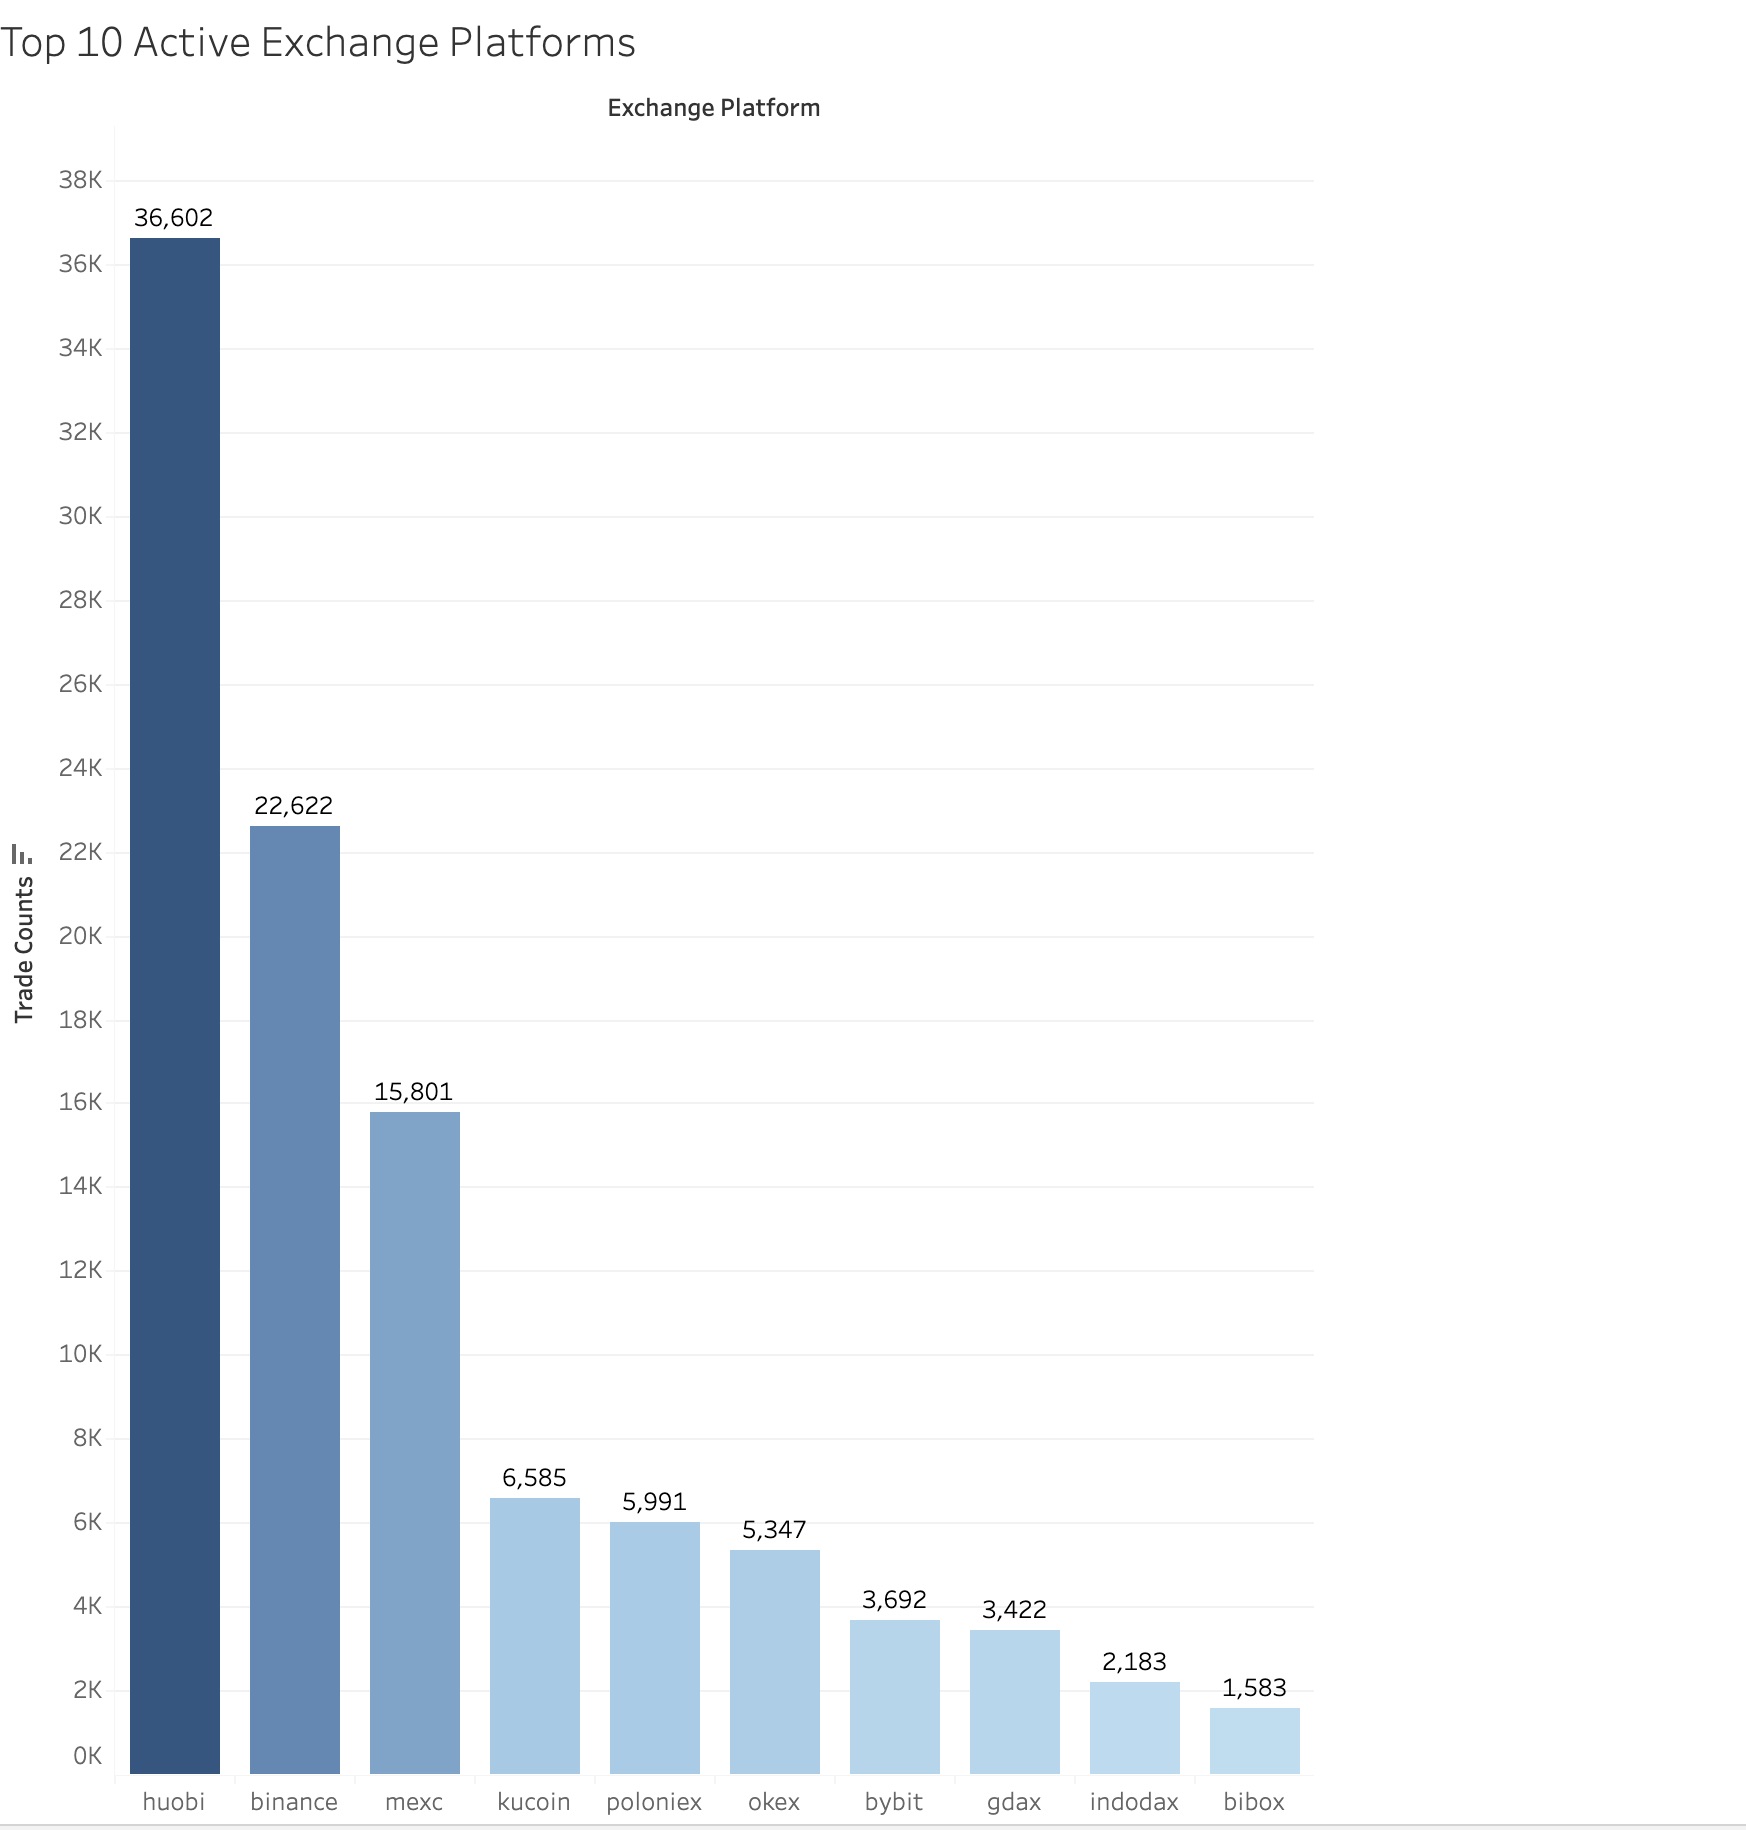 Top 10 Active Exchange Platforms
Exchange Platform
Trade Counts
38K
36K
34K
32K
30K
28K
26K
24K
22K
20K
18K
16K
14K
12K
10K
8K
6K
4K
2K
0K
36,602
22,622
15,801
6,585
5,991
5,347
3,692
3,422
2,183
1,583
huobi binance mexc kucoin poloniex okex bybit gdax indodax bibox